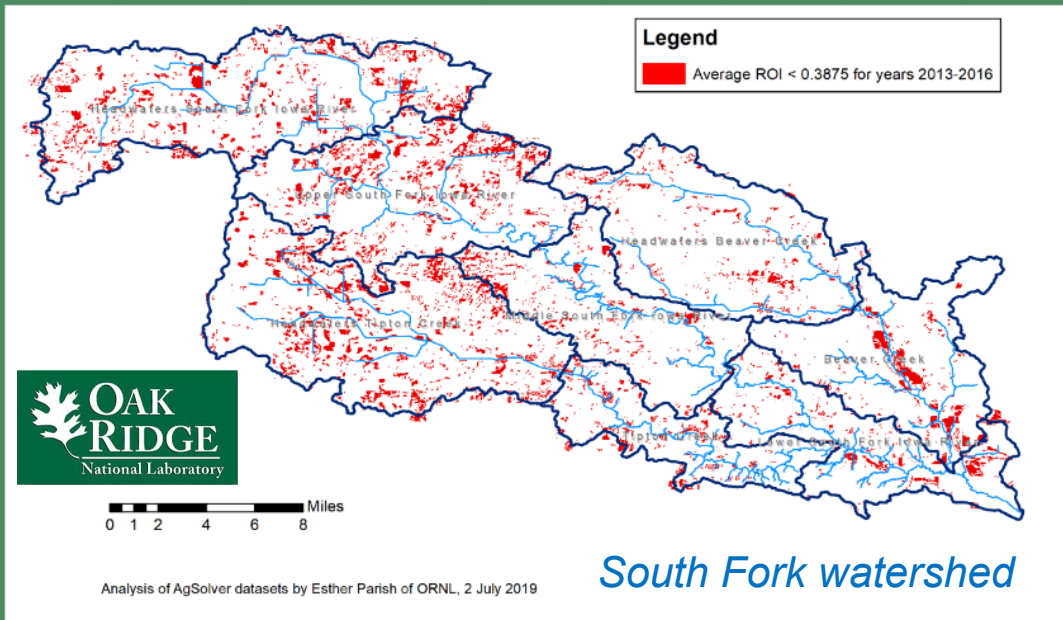 Legend
Average ROI < 0.3875 for years 2013-2016
Headwaters South Fork Iowa River
Upper South Fork Iowa River
Headwaters Beaver Creek
Middle South Fork Iowa River
Headwaters Tipton Creek
Beaver Creek
Tipton Creek
Lower South Fork Iowa River
OAK
RIDGE
National Laboratory
Miles
0 1 2 4 6 8
Analysis of AgSolver datasets by Esther Parish of ORNL, 2 July 2019
South Fork watershed